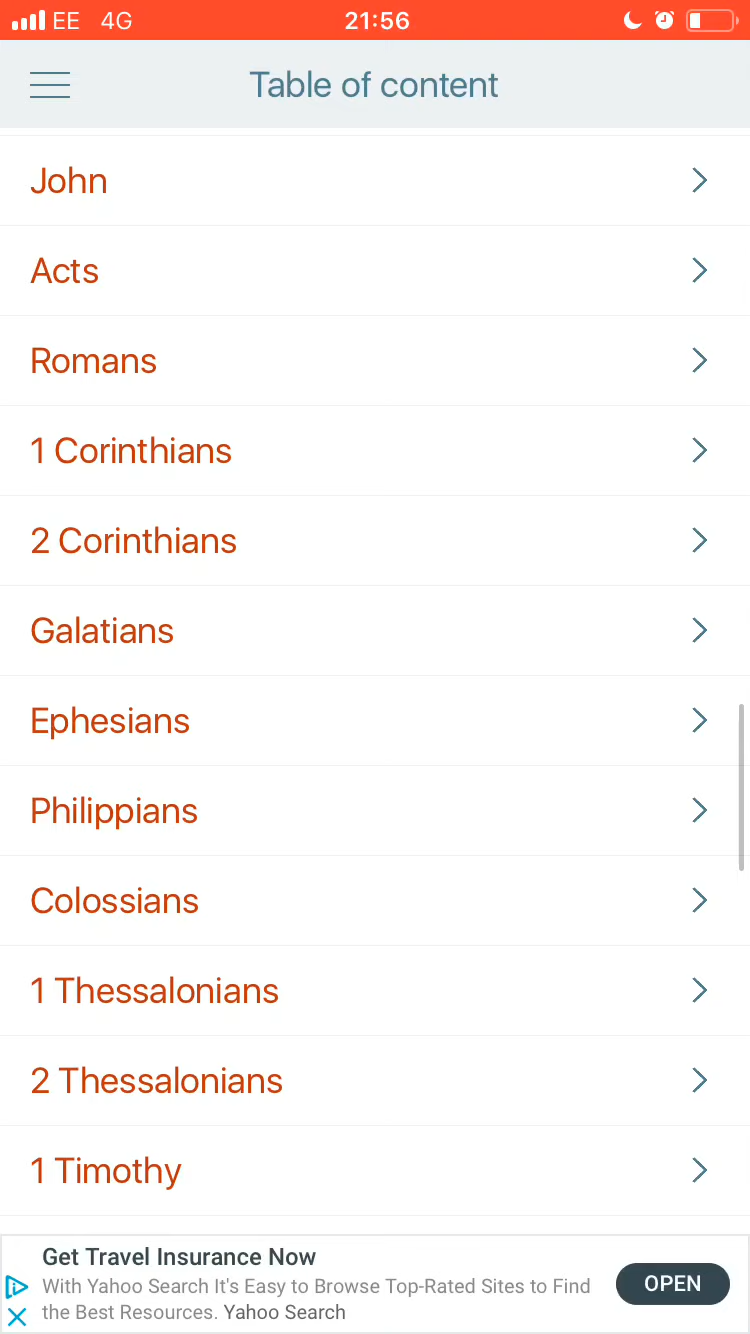 EE 4G 21:56
Table of content
John
Acts
Romans
1 Corinthians
2 Corinthians
Galatians
Ephesians
Philippians
Colossians
1 Thessalonians
2 Thessalonians
1 Timothy
Get Travel Insurance Now
With Yahoo Search It's Easy to Browse Top-Rated Sites to Find
the Best Resources. Yahoo Search
OPEN